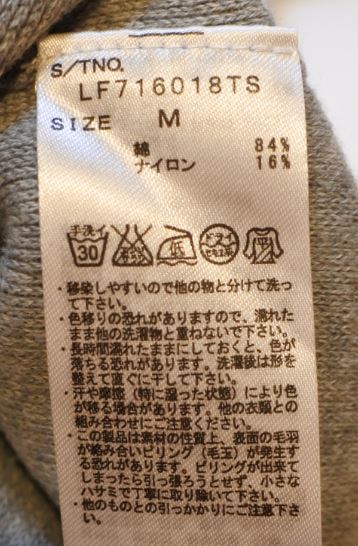 S/TNO.
LF716018TS
SIZE M
綿 84%
ナイロン 16%
手洗イ 30 低 ドライ セキユ系 平
・移染しやすいので他の物と分けて洗っ
て下さい。
・色移りの恐れがありますので、濡れた
まま他の洗濯物と重ねないで下さい。
・長時間濡れたままにしておくと、色が
落ちる恐れがあります。洗濯後は形を
整えて直ぐに干して下さい。
・汗や摩擦（特に湿った状態）により色
が移る場合があります。他の衣類との
組み合わせにご注意ください。
・この製品は素材の性質上、表面の毛羽
が絡み合いピリング（毛玉）が発生す
る恐れがあります。ピリングが出来て
しまったら引っ張ろうとせず、小さな
ハサミで丁寧に取り除いて下さい。
・他のものとの引っかかりにご注意下さ
い。